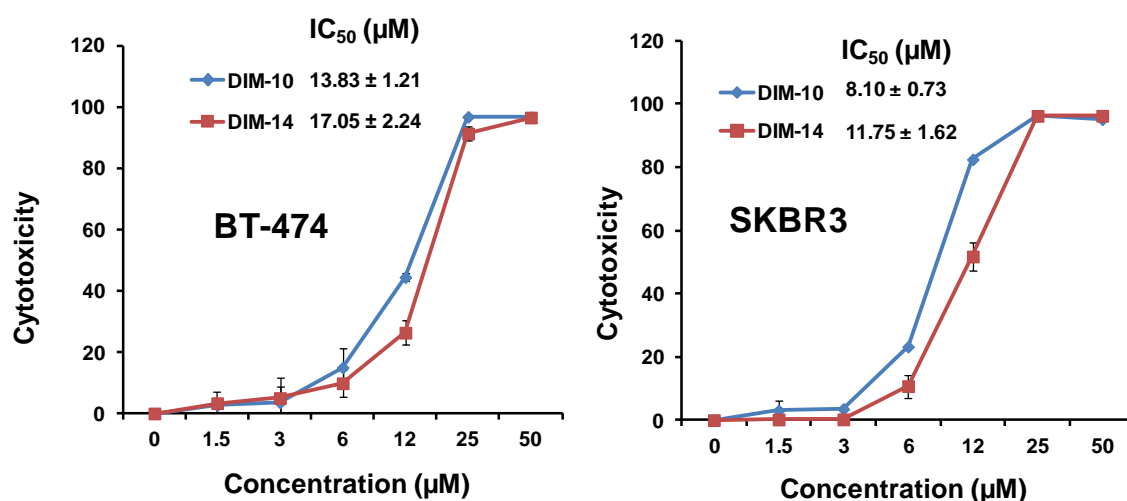 IC50 (µM)
DIM-10 13.83 ± 1.21
DIM-14 17.05 ± 2.24
BT-474
Cytotoxicity
120
100
80
60
40
20
0
0 1.5 3 6 12 25 50
Concentration (µM)
IC50 (µM)
DIM-10 8.10 ± 0.73
DIM-14 11.75 ± 1.62
SKBR3
Cytotoxicity
120
100
80
60
40
20
0
0 1.5 3 6 12 25 50
Concentration (µM)